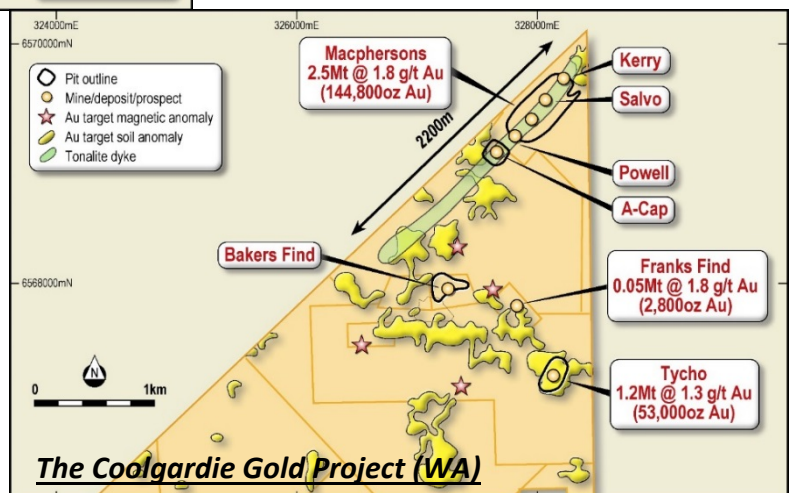 324000mE
326000mE
328000mE
6570000mN
Pit outline
Mine/deposit/prospect
Au target magnetic anomaly
Au target soil anomaly
Tonalite dyke
Macphersons
2.5Mt @ 1.8 g/t Au
(144,800oz Au)
2200m
Kerry
Salvo
Powell
A-Cap
Bakers Find
6568000mN
Franks Find
0.05Mt @ 1.8 g/t Au
(2,800oz Au)
N
0 1km
Tycho
1.2Mt @ 1.3 g/t Au
(53,000oz Au)
The Coolgardie Gold Project (WA)